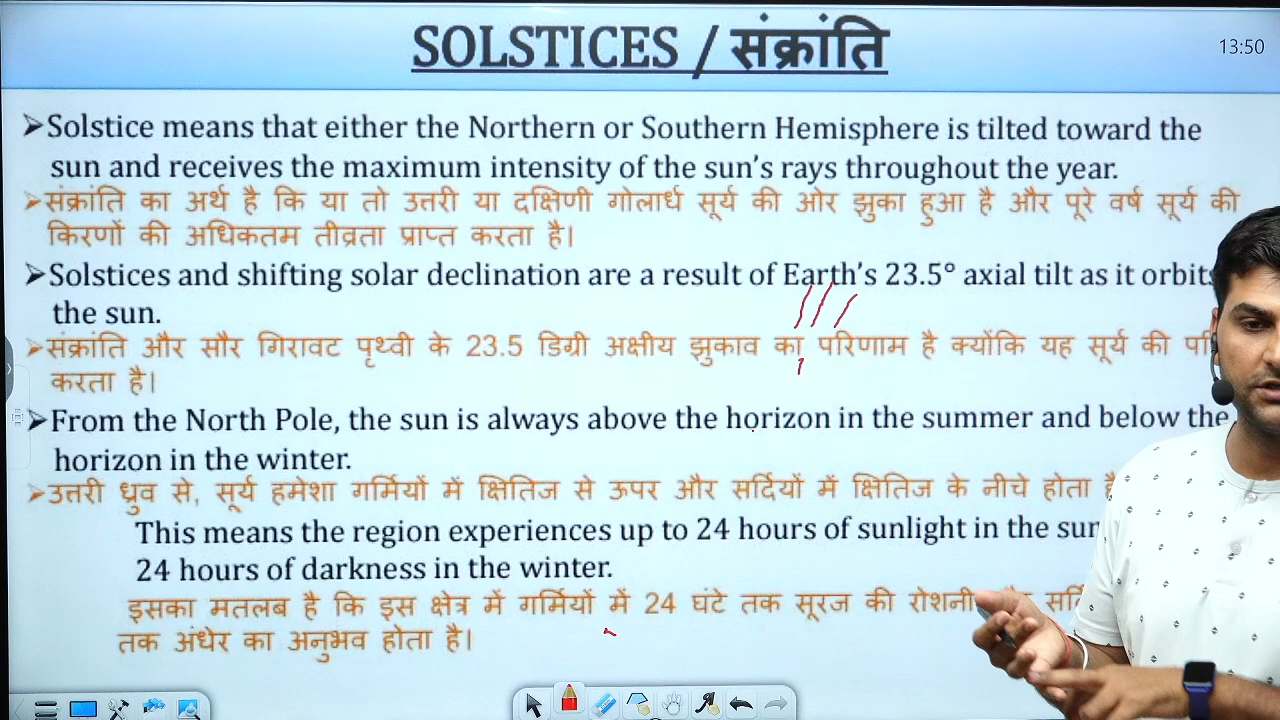 SOLSTICES / संक्रांति
13:50
➢Solstice means that either the Northern or Southern Hemisphere is tilted toward the
sun and receives the maximum intensity of the sun's rays throughout the year.
➢संक्रांति का अर्थ है कि या तो उत्तरी या दक्षिणी गोलार्ध सूर्य की ओर झुका हुआ है और पूरे वर्ष सूर्य की
किरणों की अधिकतम तीव्रता प्राप्त करता है।
➢Solstices and shifting solar declination are a result of Earth's 23.5° axial tilt as it orbits
the sun.
➢संक्रांति और सौर गिरावट पृथ्वी के 23.5 डिग्री अक्षीय झुकाव का परिणाम है क्योंकि यह सूर्य की
करता है।
➢From the North Pole, the sun is always above the horizon in the summer and below the
horizon in the winter.
➢उत्तरी ध्रुव से, सूर्य हमेशा गर्मियों में क्षितिज से ऊपर और सर्दियों में क्षितिज के नीचे होता
This means the region experiences up to 24 hours of sunlight in the
24 hours of darkness in the winter.
इसका मतलब है कि इस क्षेत्र में गर्मियों में 24 घंटे तक सूरज की रोशनी
तक अंधेर का अनुभव होता है।